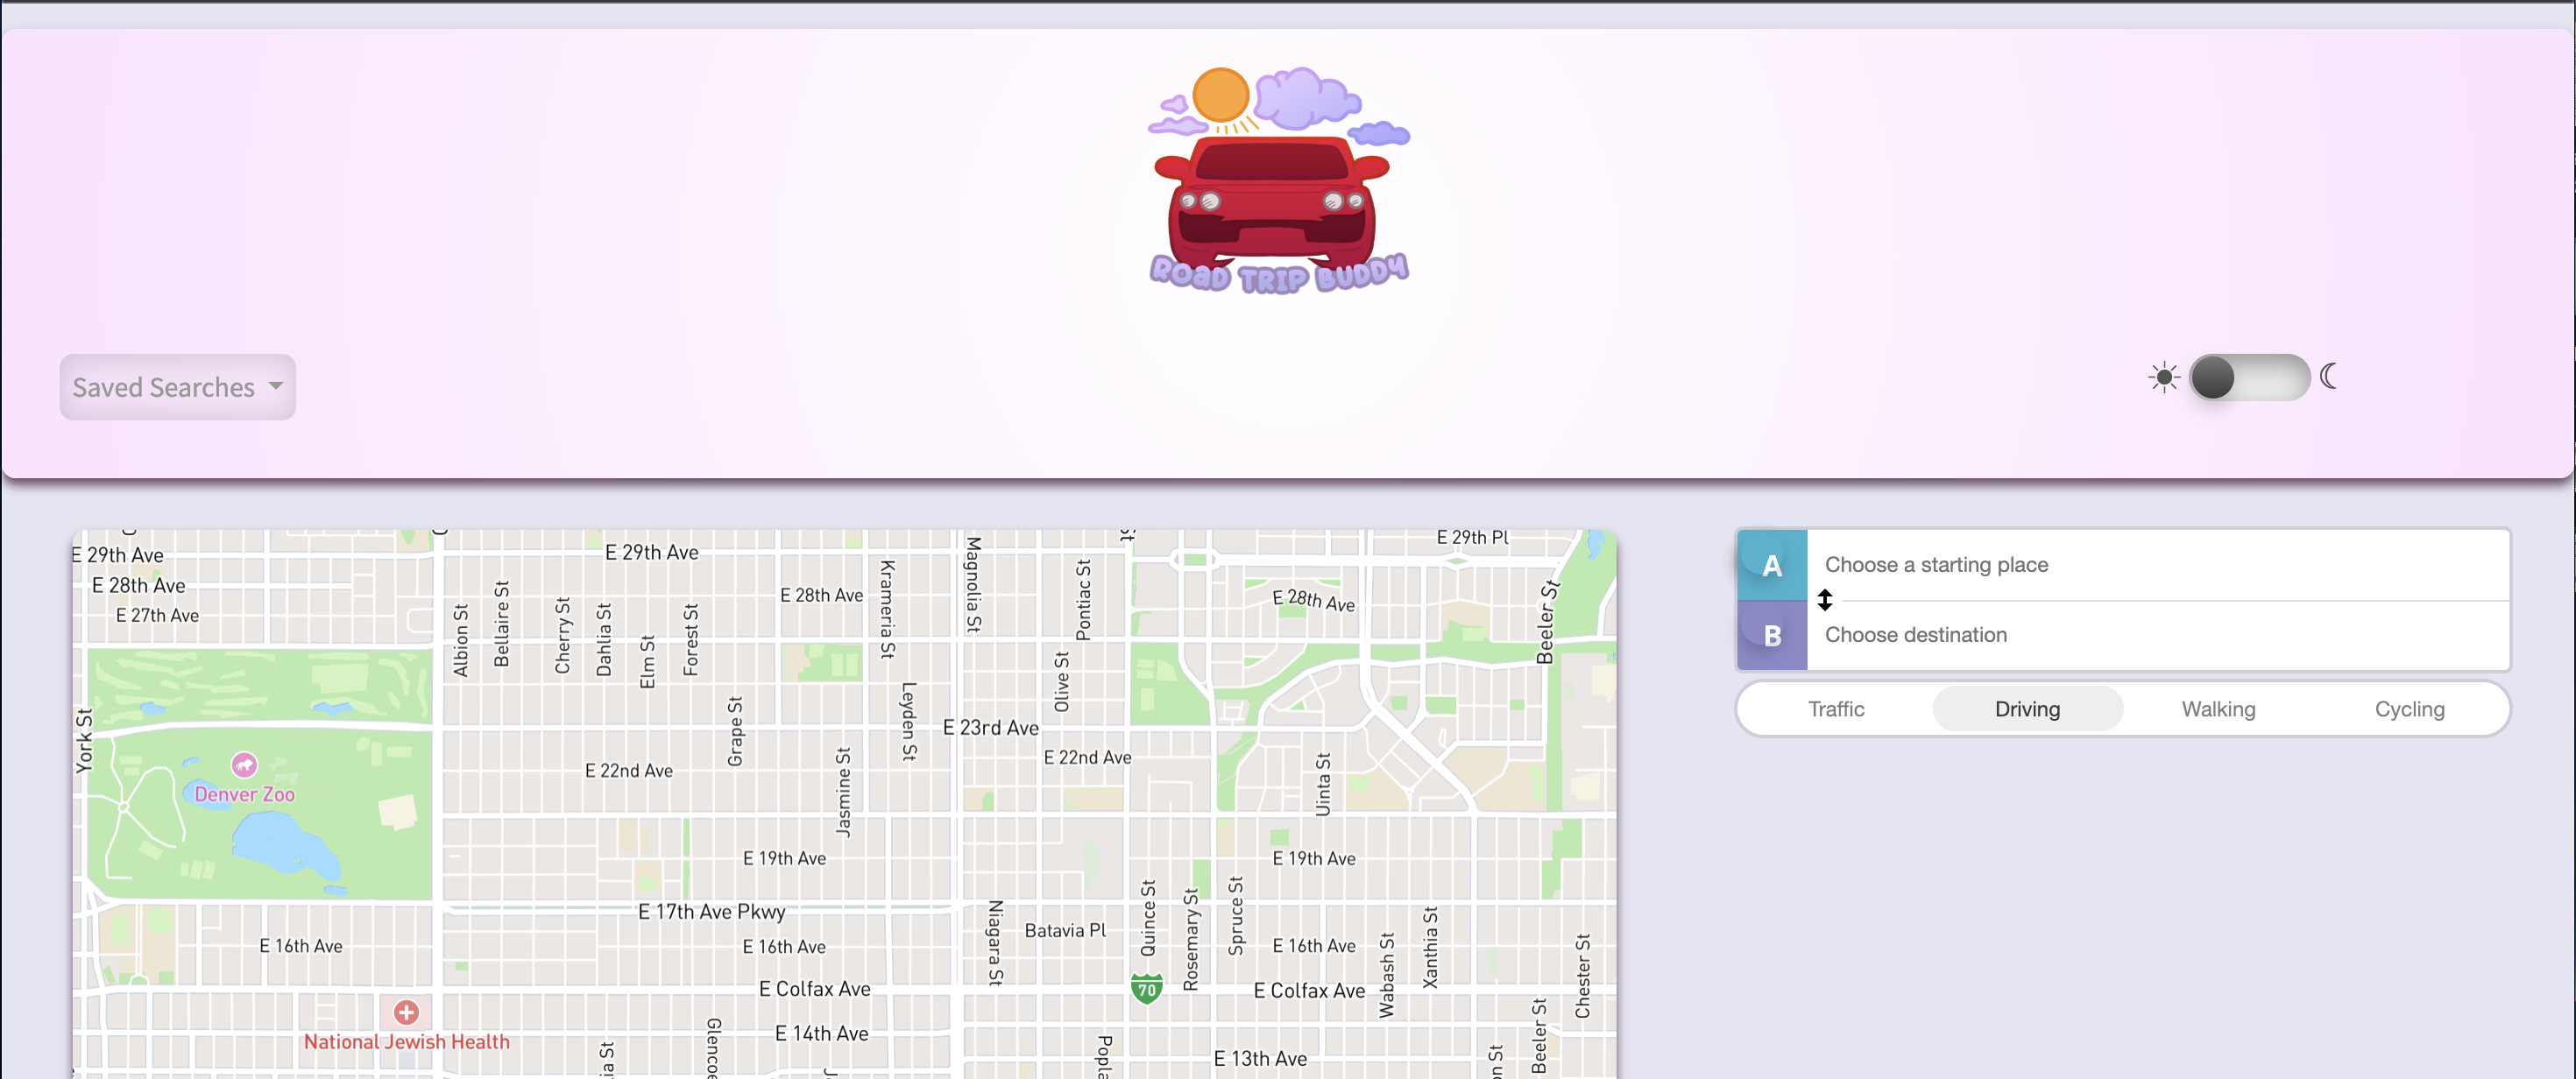 ROAD TRIP BUDDY
Saved Searches
E 29th Ave
E 28th Ave
E 27th Ave
E 29th Ave
E 28th Ave
E 28th Ave
E 29th Pl
Albion St
Bellaire St
Cherry St
Dahlia St
Elm St
Forest St
Krameria St
Magnolia St
Pontiac St
Beeler St
A
Choose a starting place
B
Choose destination
Traffic
Driving
Walking
Cycling
York St
Grape St
Leyden St
Olive St
E 23rd Ave
E 22nd Ave
E 22nd Ave
Denver Zoo
Jasmine St
Uinta St
E 19th Ave
E 19th Ave
E 17th Ave Pkwy
Niagara St
Batavia Pl
Quince St
Rosemary St
Spruce St
E 16th Ave
E 16th Ave
E 16th Ave
Wabash St
Xanthia St
Chester St
E Colfax Ave
70
E Colfax Ave
National Jewish Health
E 14th Ave
E 13th Ave
Beeler St